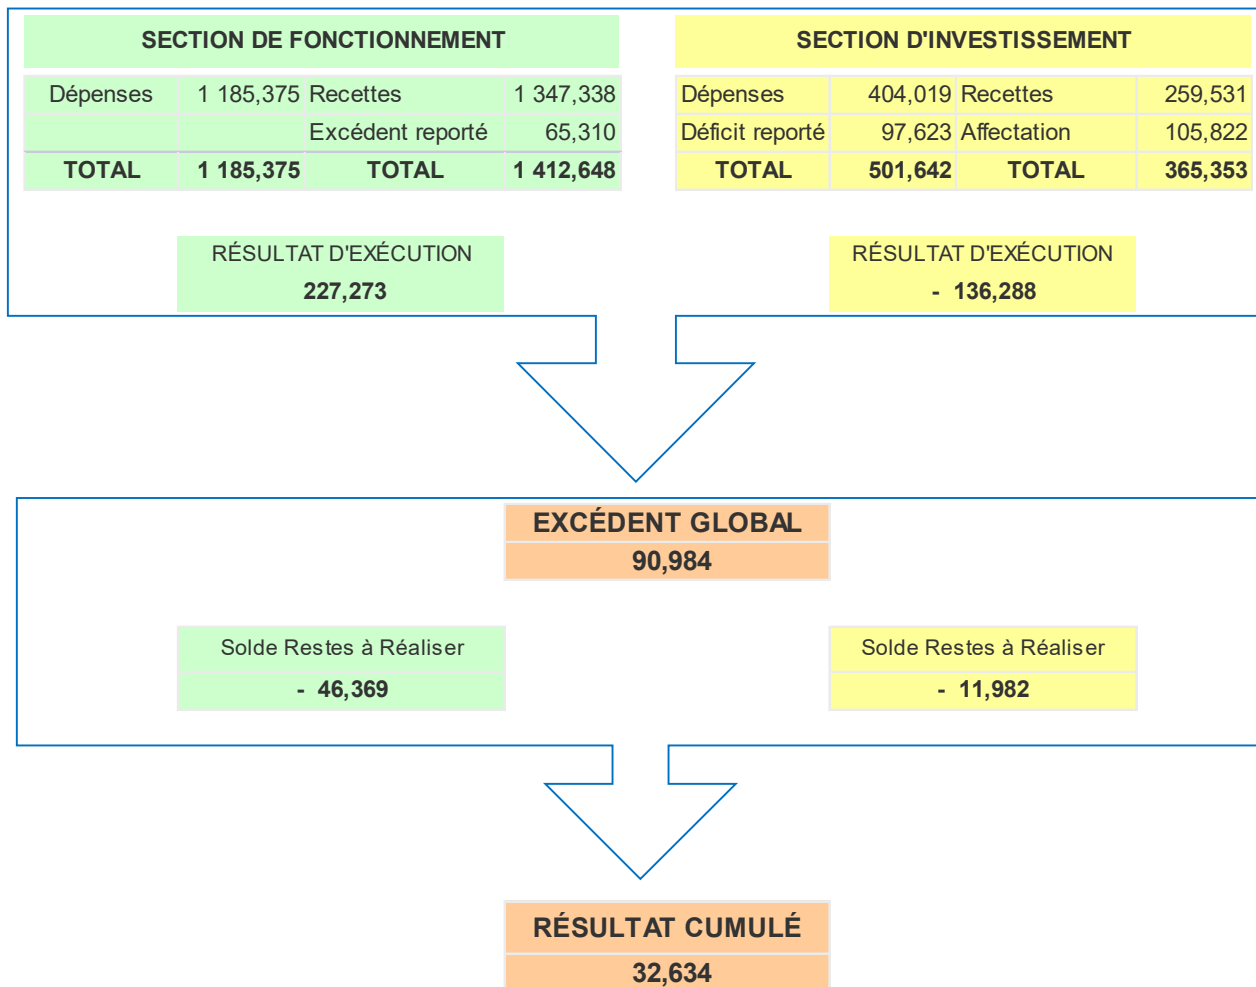 SECTION DE FONCTIONNEMENT
Dépenses 1 185,375 Recettes 1 347,338
Excédent reporté 65,310
TOTAL 1 185,375 TOTAL 1 412,648
RÉSULTAT D'EXÉCUTION
227,273
SECTION D'INVESTISSEMENT
Dépenses 404,019 Recettes 259,531
Déficit reporté 97,623 Affectation 105,822
TOTAL 501,642 TOTAL 365,353
RÉSULTAT D'EXÉCUTION
- 136,288
EXCÉDENT GLOBAL
90,984
Solde Restes à Réaliser
- 46,369
Solde Restes à Réaliser
- 11,982
RÉSULTAT CUMULÉ
32,634